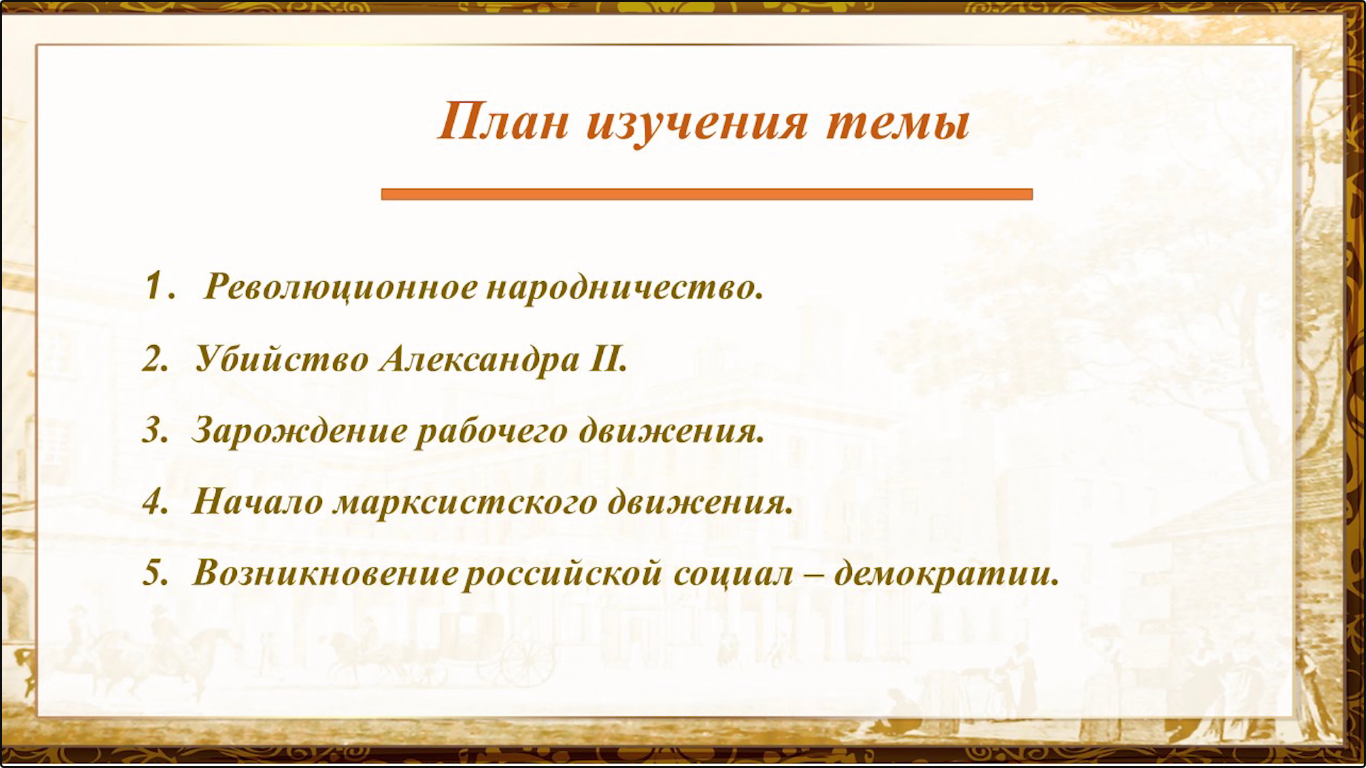 План изучения темы
1. Революционное народничество.
2. Убийство Александра II.
3. Зарождение рабочего движения.
4. Начало марксистского движения.
5. Возникновение российской социал – демократии.